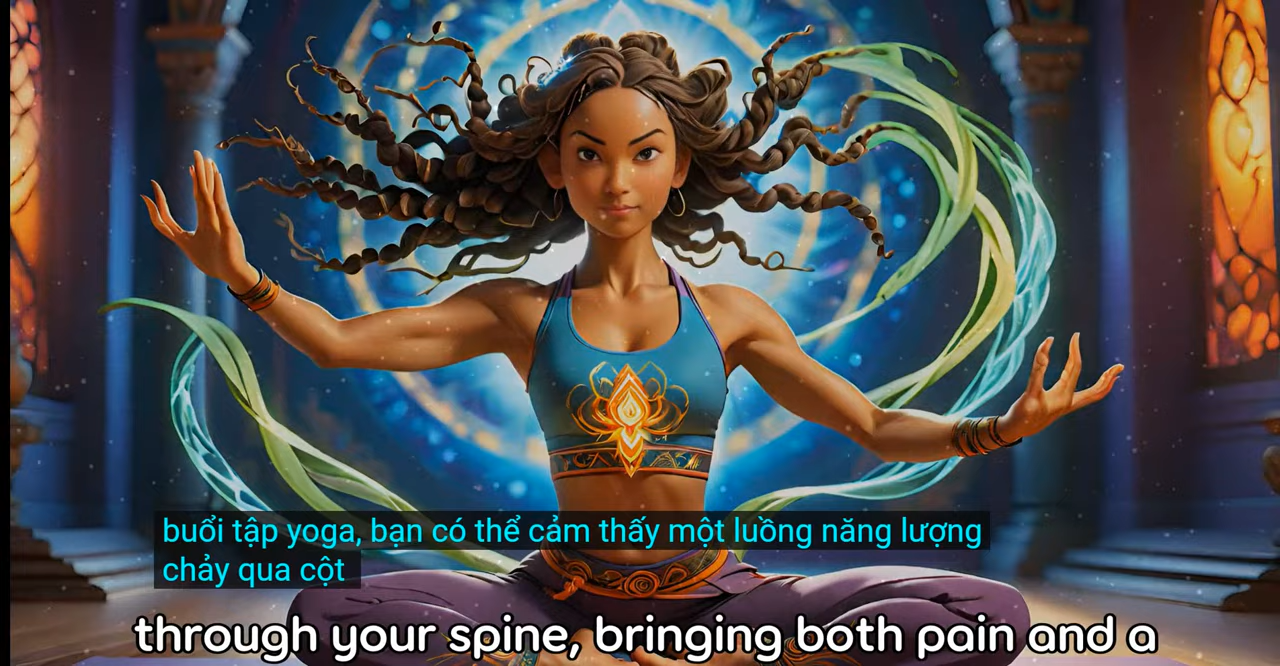 buổi tập yoga, bạn có thể cảm thấy một luồng năng lượng
chảy qua cột
through your spine, bringing both pain and a